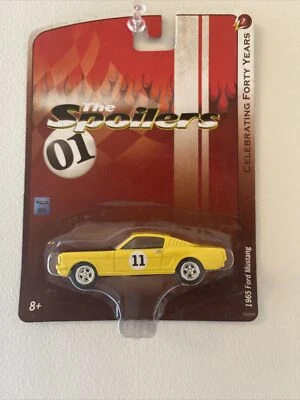 The
Spoilers
01
CELEBRATING FORTY YEARS
11
1965 Ford Mustang
8+